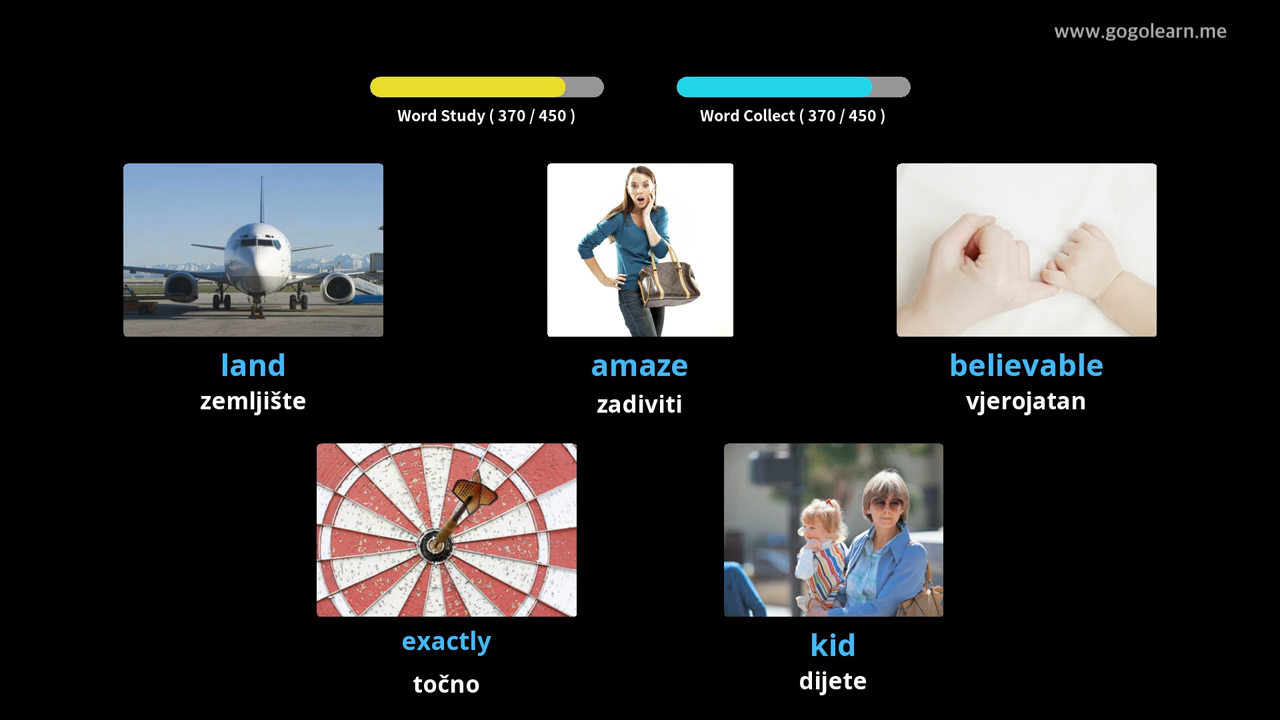 www.gogolearn.me
Word Study ( 370 / 450 )
Word Collect ( 370 / 450 )
land
zemljište
amaze
zadiviti
believable
vjerojatan
exactly
točno
kid
dijete